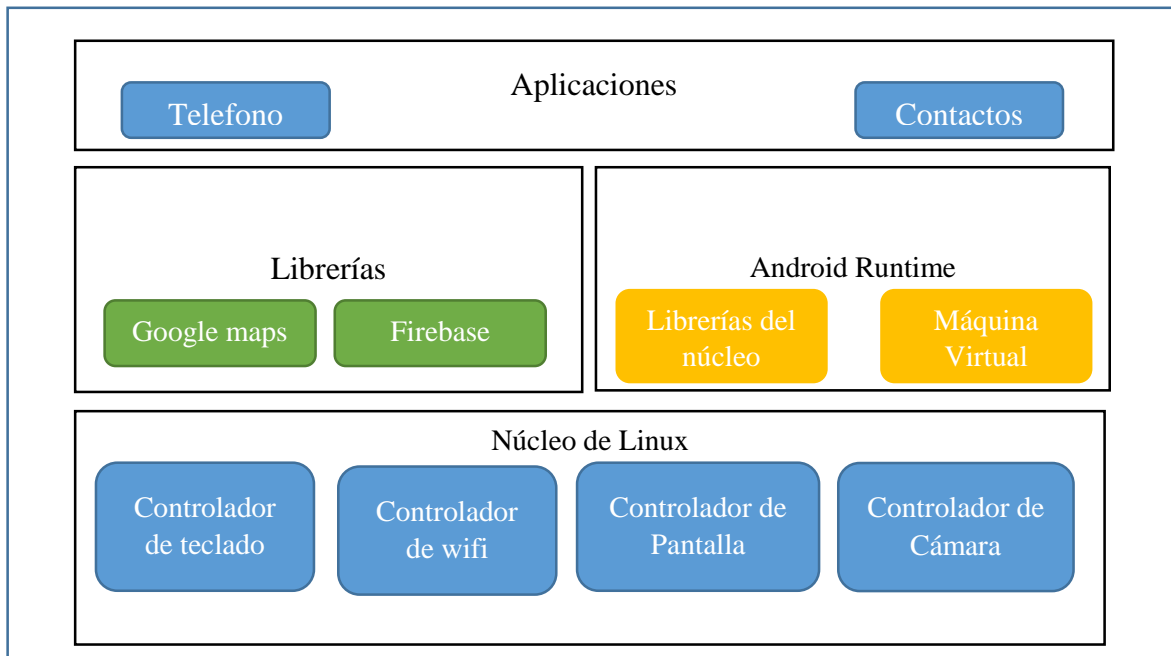 Aplicaciones
Telefono
Contactos
Librerías
Google maps
Firebase
Android Runtime
Librerías del
núcleo
Máquina
Virtual
Núcleo de Linux
Controlador
de teclado
Controlador
de wifi
Controlador de
Pantalla
Controlador de
Cámara